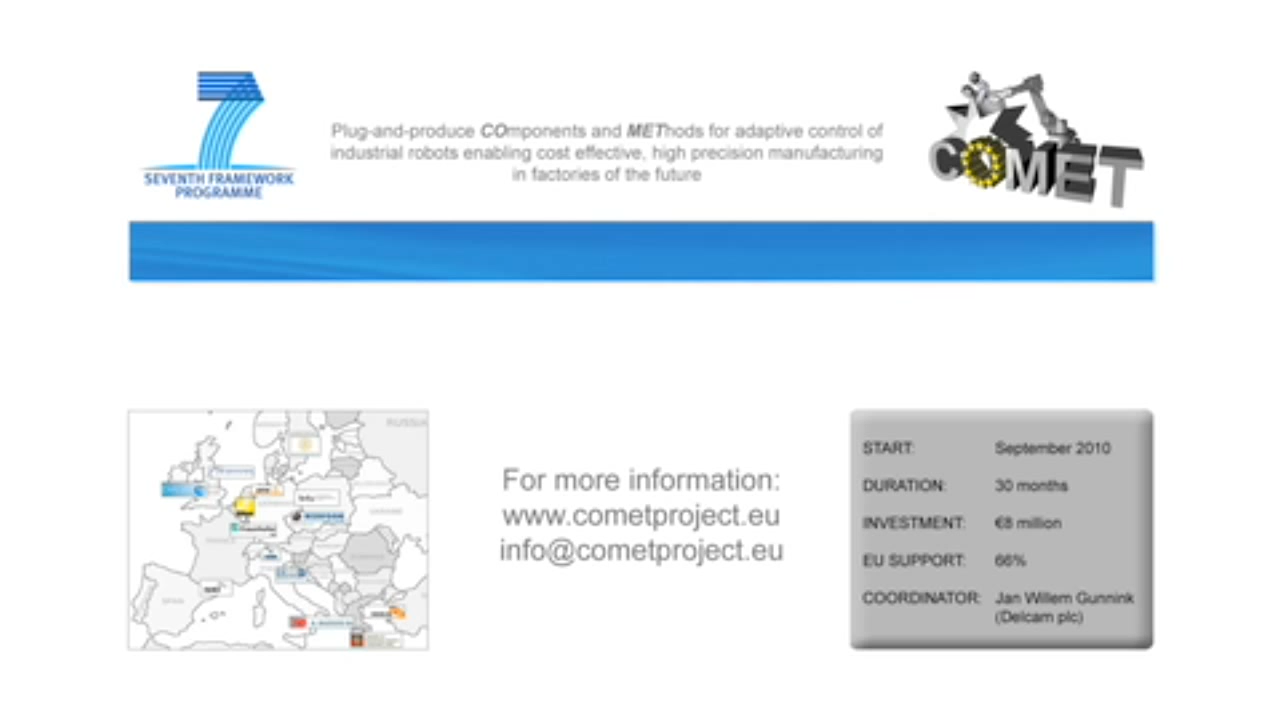 SEVENTH FRAMEWORK
PROGRAMME
Plug-and-produce COmponents and METhods for adaptive control of
industrial robots enabling cost effective, high precision manufacturing
in factories of the future
COMET
RUSSIA
SPAIN
For more information:
www.cometproject.eu
info@cometproject.eu
START: September 2010
DURATION: 30 months
INVESTMENT: €8 million
EU SUPPORT: 66%
COORDINATOR: Jan Willem Gunnink
(Delcam plc)